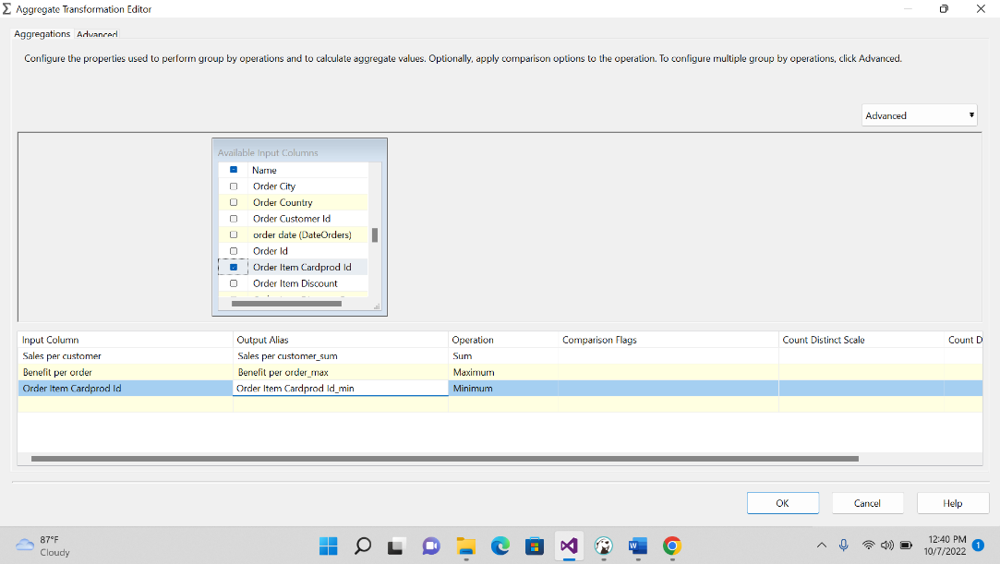 Aggregate Transformation Editor
Aggregations Advanced
Configure the properties used to perform group by operations and to calculate aggregate values. Optionally, apply comparison options to the operation. To configure multiple group by operations, click Advanced.
Advanced
Available Input Columns
Name
Order City
Order Country
Order Customer Id
order date (DateOrders)
Order Id
Order Item Cardprod Id
Order Item Discount
Input Column Output Alias Operation Comparison Flags Count Distinct Scale Count D
Sales per customer Sales per customer_sum Sum
Benefit per order Benefit per order_max Maximum
Order Item Cardprod Id Order Item Cardprod Id_min Minimum
OK Cancel Help
87°F
Cloudy
12:40 PM
10/7/2022
1